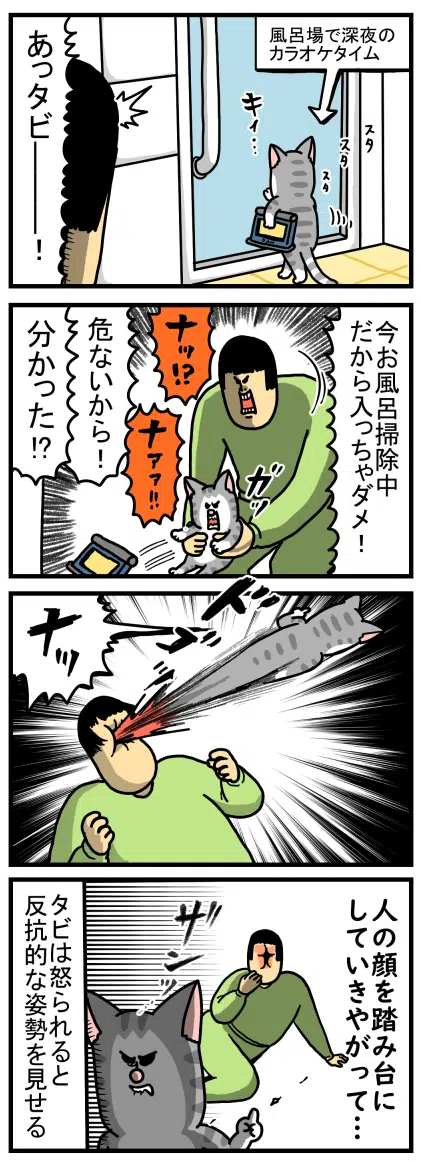 風呂場で深夜の
カラオケタイム
スタ
スタ
スタ
キィ…
あっタビ――!
今お風呂掃除中
だから入っちゃダメ!
ガッ
ナッ!?
危ないから!
分かった!?
ナァァ!!
ナッ
人の顔を踏み台に
していきやがって…
ザンッ
タビは怒られると
反抗的な姿勢を見せる